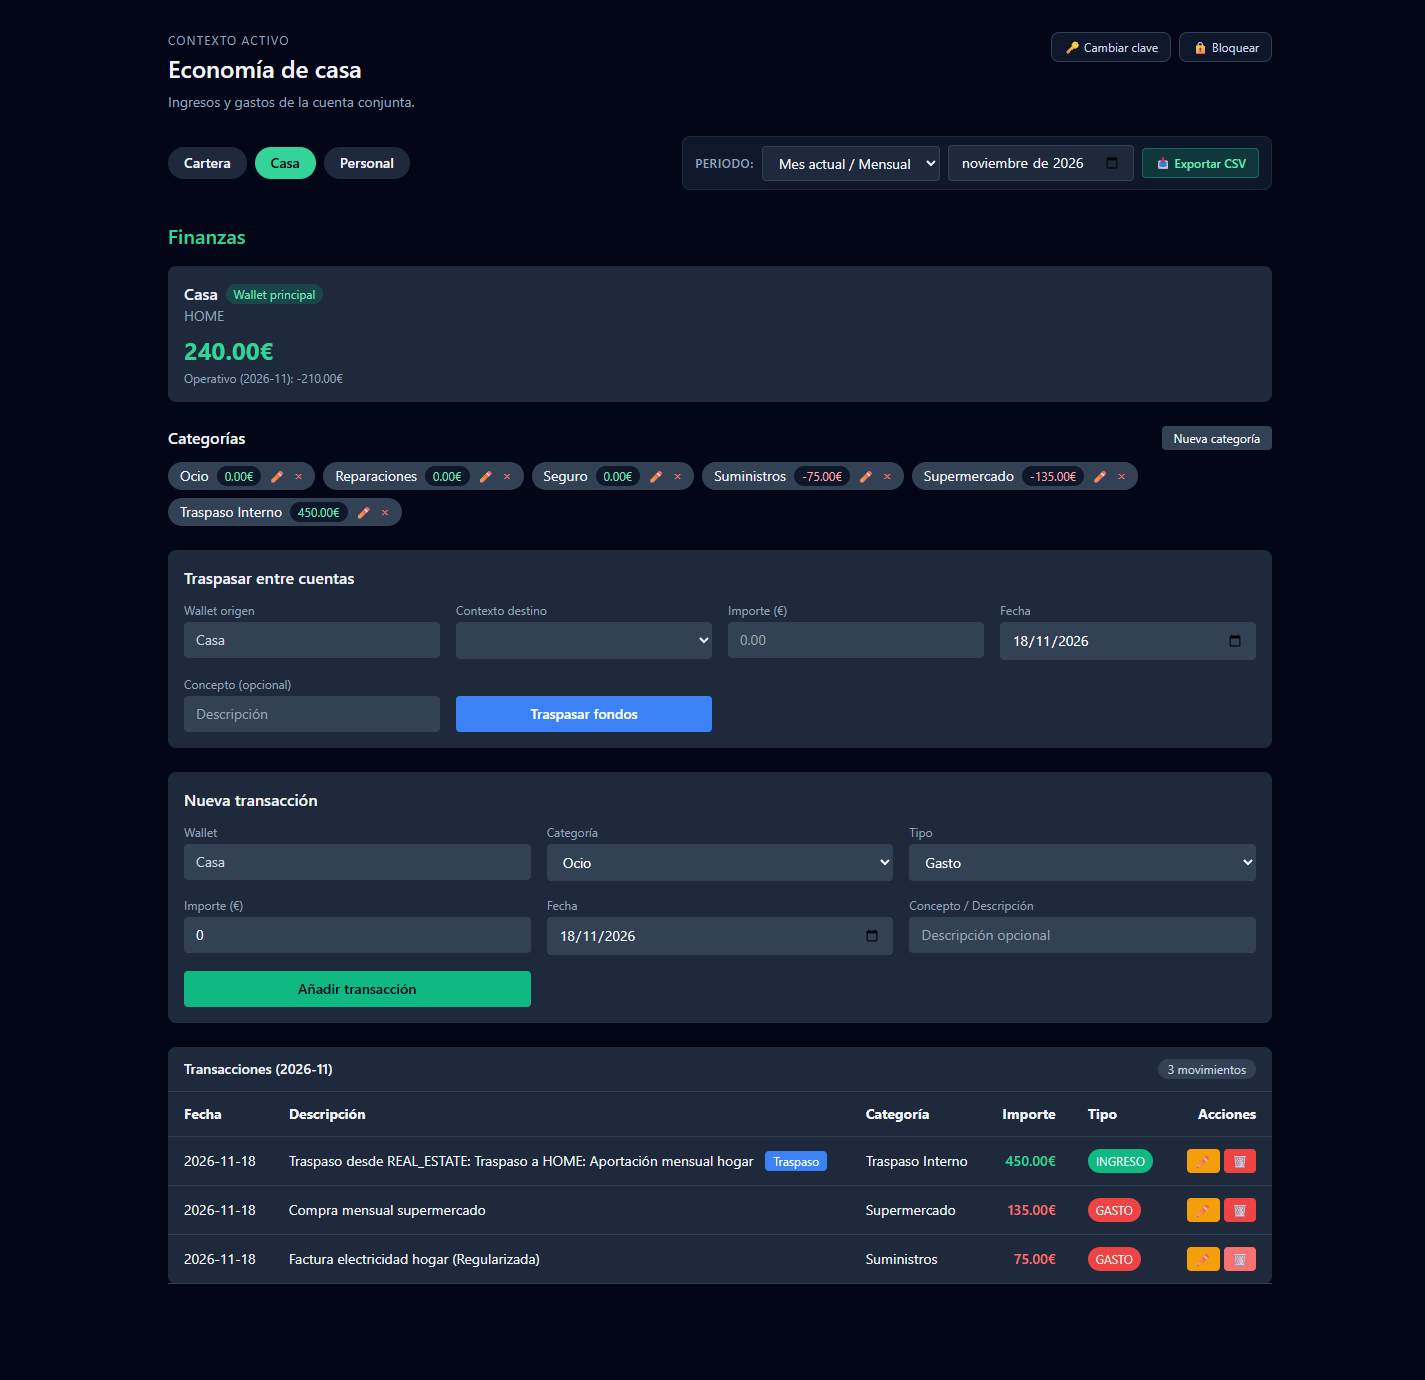 CONTEXTO ACTIVO
Economía de casa
Ingresos y gastos de la cuenta conjunta.
Cambiar clave
Bloquear
Cartera
Casa
Personal
PERIODO:
Mes actual / Mensual
noviembre de 2026
Exportar CSV
Finanzas
Casa Wallet principal
HOME
240.00€
Operativo (2026-11): -210.00€
Categorías
Nueva categoría
Ocio 0.00€ ×
Reparaciones 0.00€ ×
Seguro 0.00€ ×
Suministros -75.00€ ×
Supermercado -135.00€ ×
Traspaso Interno 450.00€ ×
Traspasar entre cuentas
Wallet origen
Casa
Contexto destino
Importe (€)
0.00
Fecha
18/11/2026
Concepto (opcional)
Descripción
Traspasar fondos
Nueva transacción
Wallet
Casa
Categoría
Ocio
Tipo
Gasto
Importe (€)
0
Fecha
18/11/2026
Concepto / Descripción
Descripción opcional
Añadir transacción
Transacciones (2026-11)
3 movimientos
Fecha Descripción Categoría Importe Tipo Acciones
2026-11-18 Traspaso desde REAL_ESTATE: Traspaso a HOME: Aportación mensual hogar Traspaso Traspaso Interno 450.00€ INGRESO
2026-11-18 Compra mensual supermercado Supermercado 135.00€ GASTO
2026-11-18 Factura electricidad hogar (Regularizada) Suministros 75.00€ GASTO